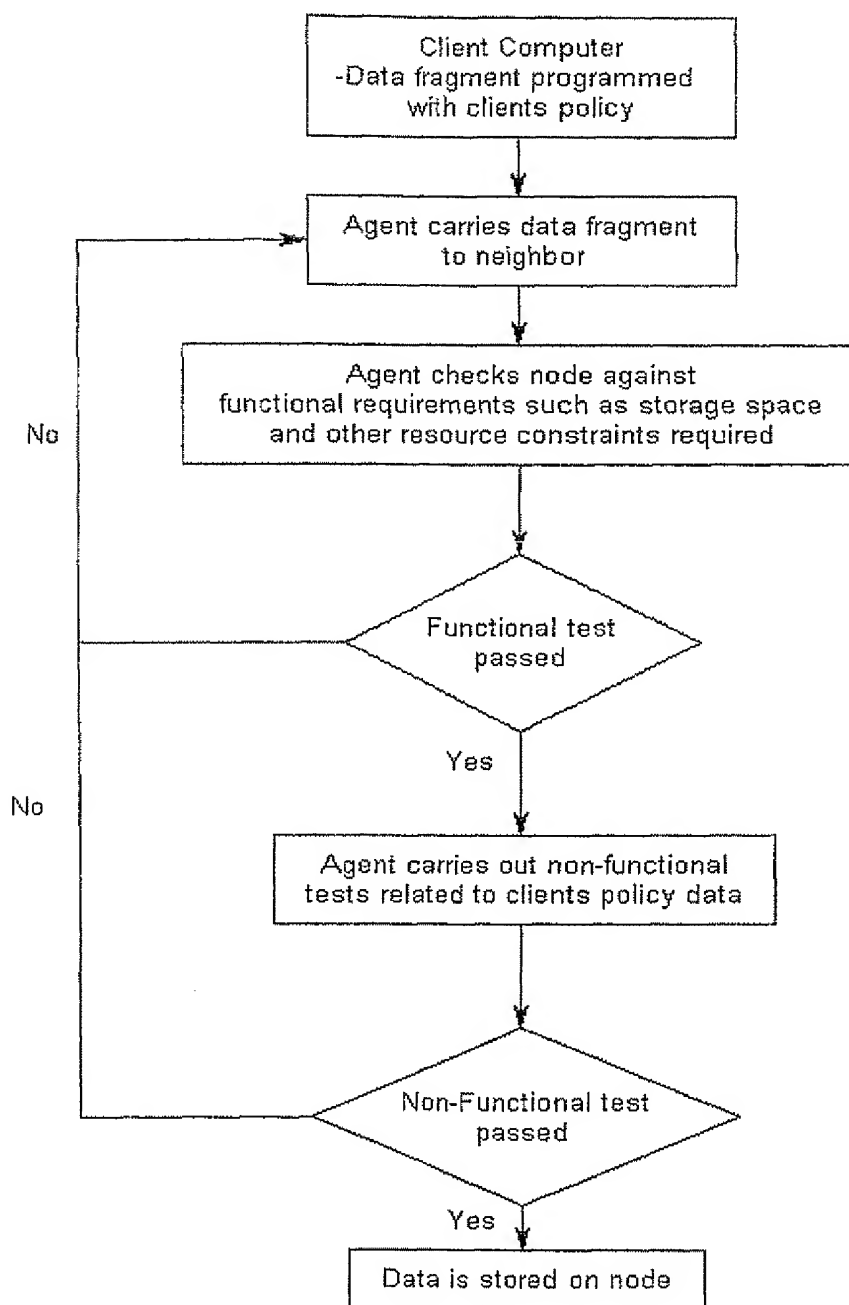 Client Computer
-Data fragment programmed
with clients policy
Agent carries data fragment
to neighbor
Agent checks node against
functional requirements such as storage space
and other resource constraints required
No
Functional test
passed
Yes
No
Agent carries out non-functional
tests related to clients policy data
Non-Functional test
passed
Yes
Data is stored on node